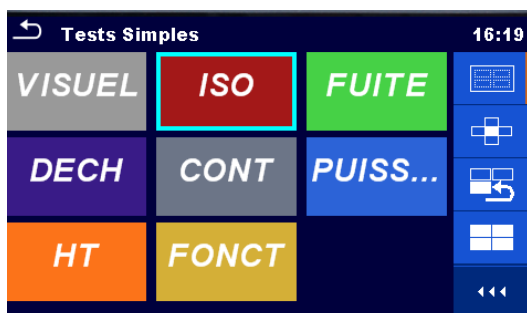 Tests Simples 16:19
VISUEL ISO FUITE
DECH CONT PUISS...
HT FONCT